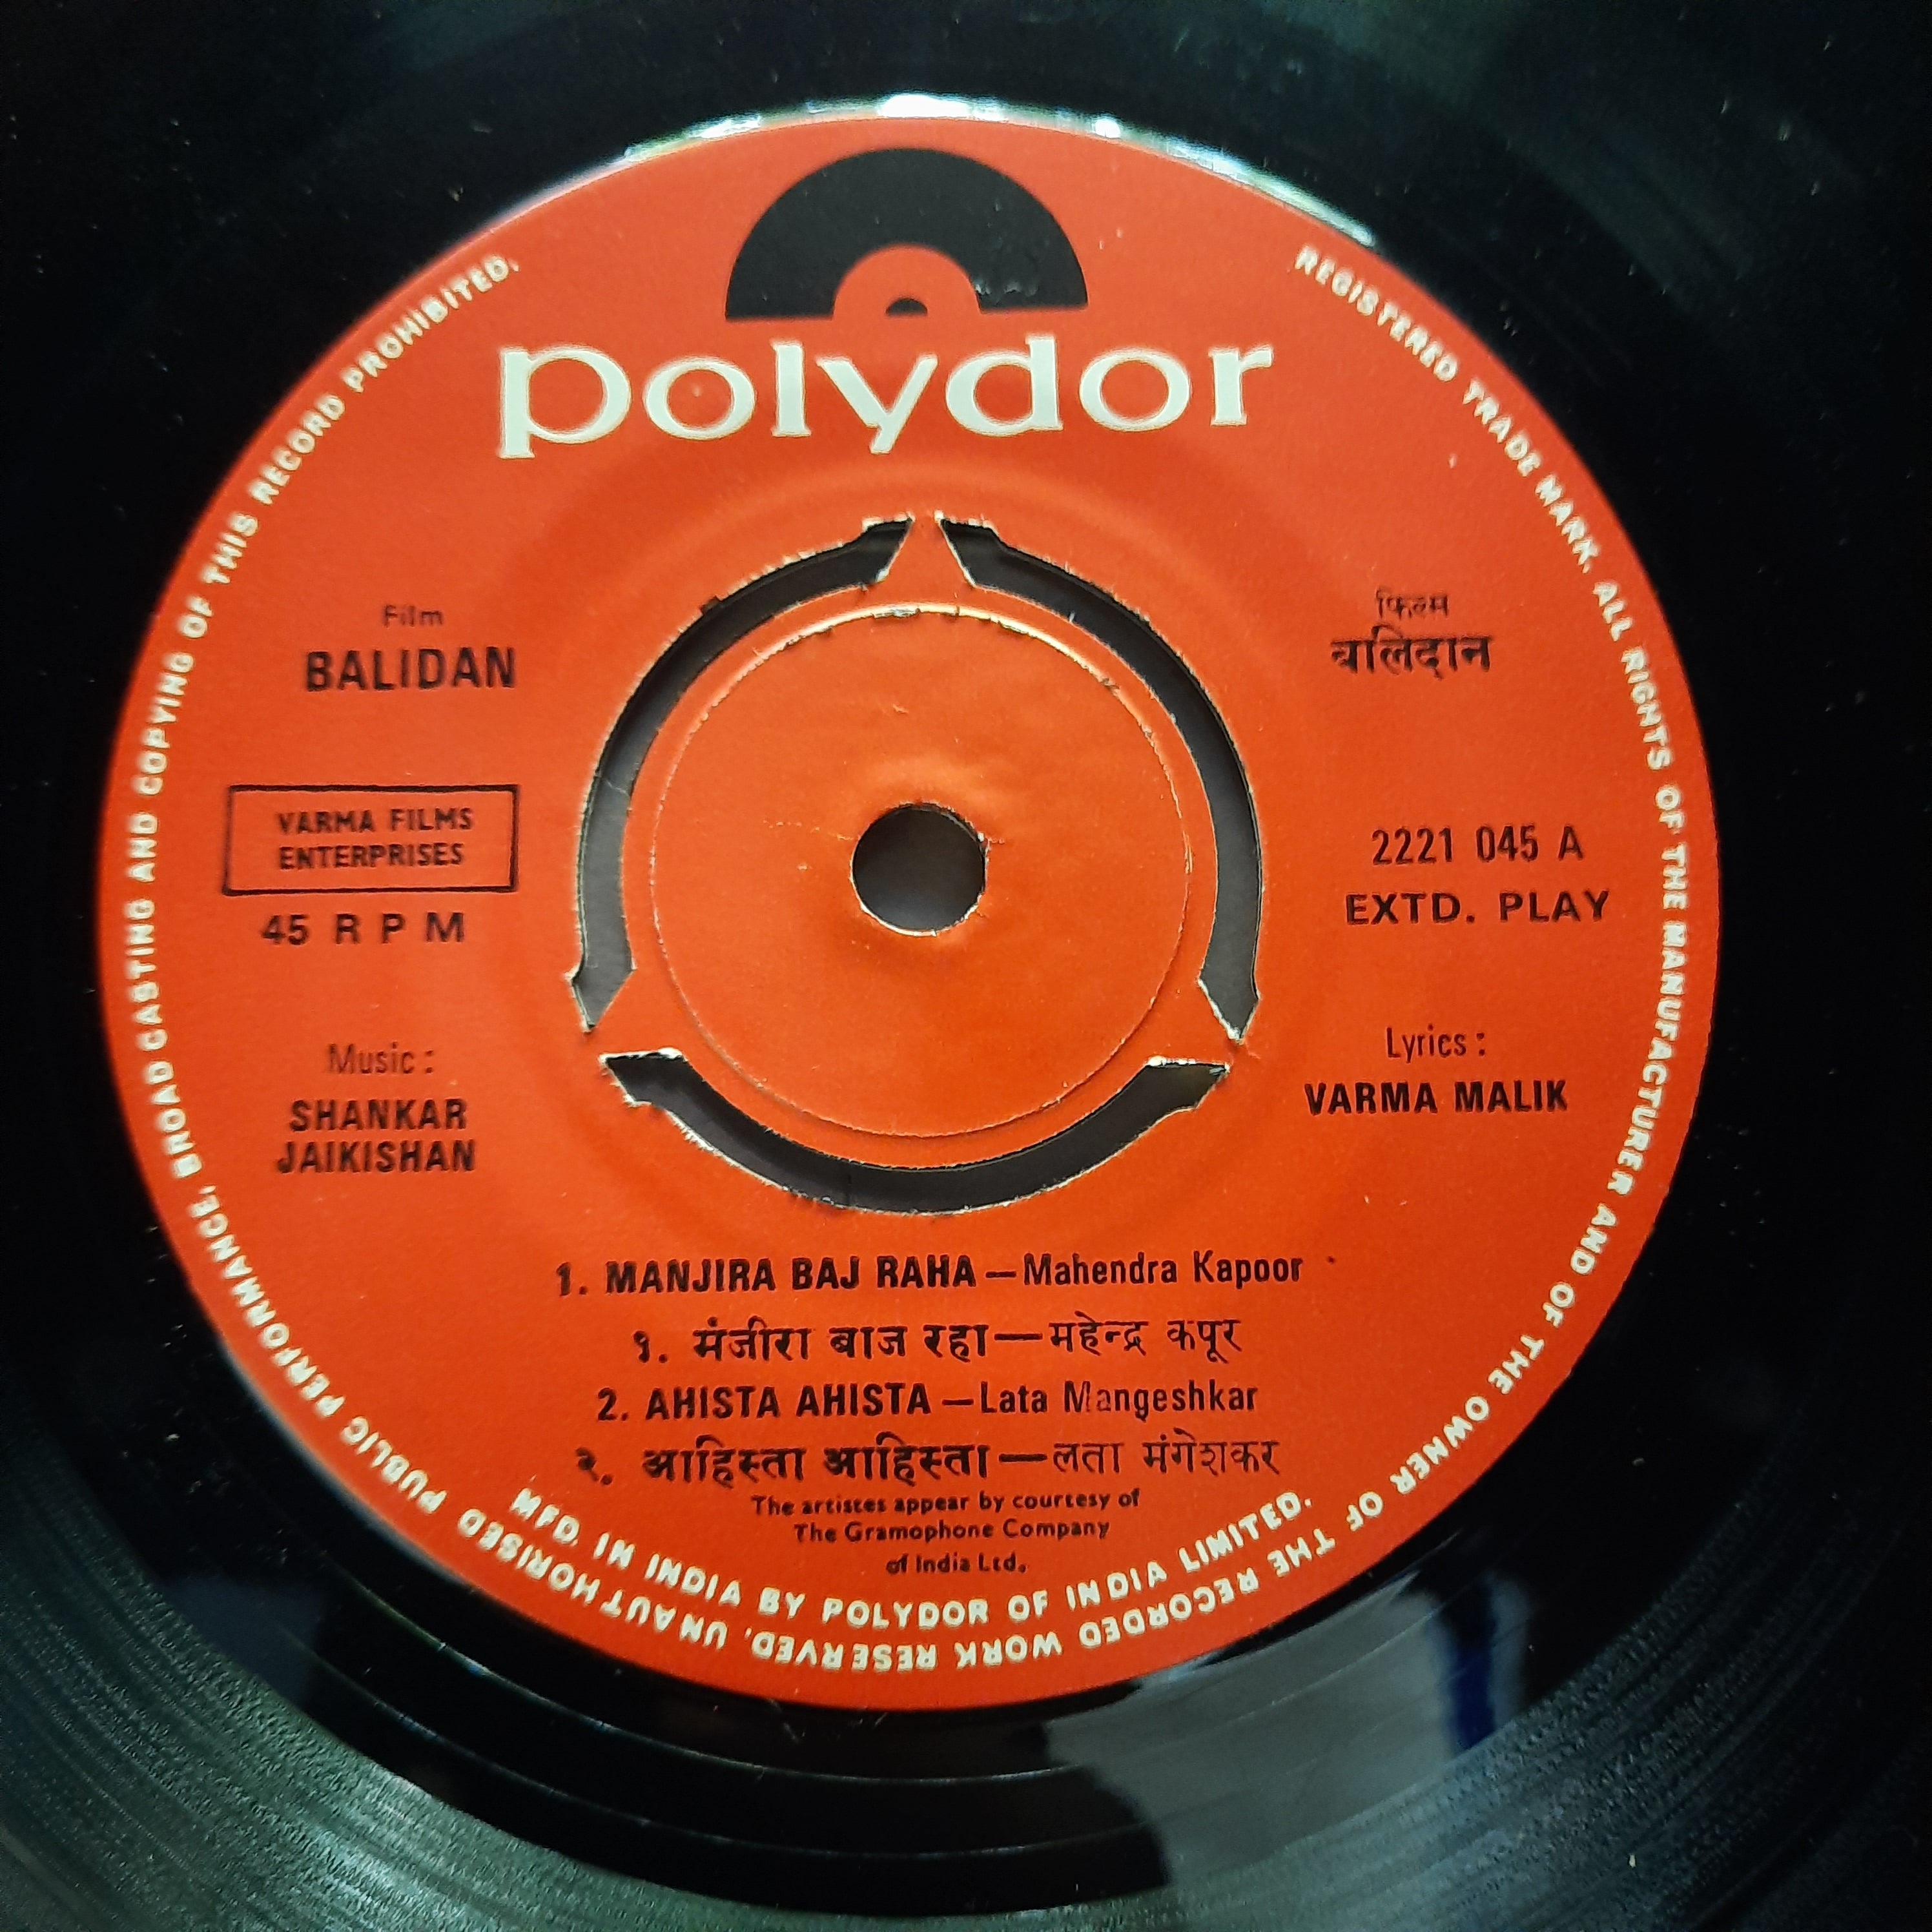 polydor
Film
BALIDAN
फिल्म
बलिदान
VARMA FILMS
ENTERPRISES
45 R P M
2221 045 A
EXTD. PLAY
Music :
SHANKAR
JAIKISHAN
Lyrics :
VARMA MALIK
1. MANJIRA BAJ RAHA — Mahendra Kapoor
१. मंजीरा बाज रहा — महेन्द्र कपूर
2. AHISTA AHISTA — Lata Mangeshkar
२. आहिस्ता आहिस्ता — लता मंगेशकर
The artistes appear by courtesy of
The Gramophone Company
of India Ltd.
MFD. IN INDIA BY POLYDOR OF INDIA LIMITED.
REGISTERED TRADE MARK. ALL RIGHTS OF THE MANUFACTURER AND OF THE OWNER OF THE RECORDED WORK RESERVED. UNAUTHORISED PUBLIC PERFORMANCE, BROAD CASTING AND COPYING OF THIS RECORD PROHIBITED.